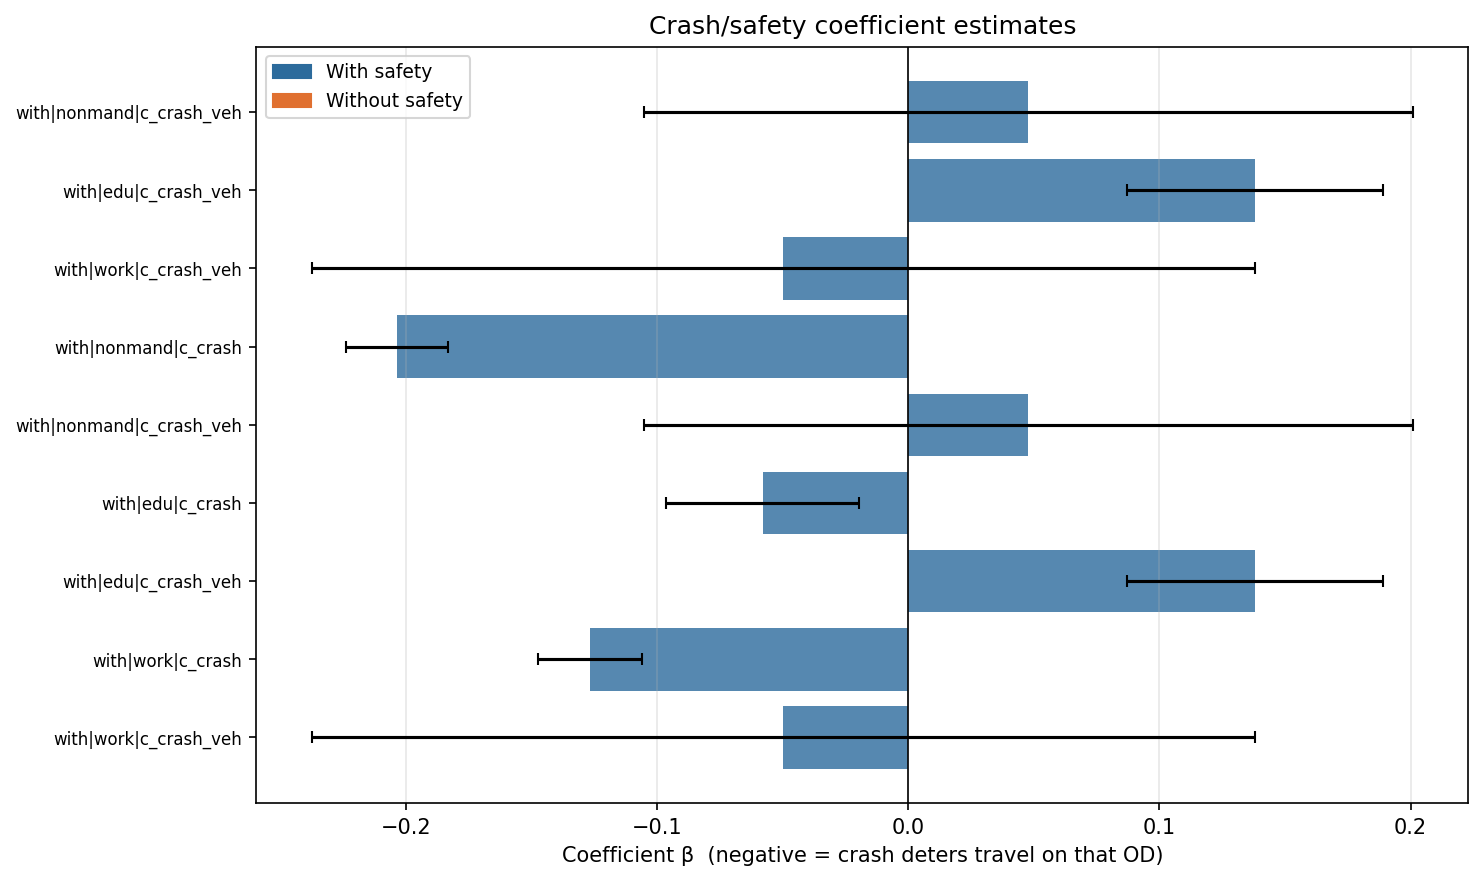 Crash/safety coefficient estimates
With safety
Without safety
with|nonmand|c_crash_veh
with|edu|c_crash_veh
with|work|c_crash_veh
with|nonmand|c_crash
with|nonmand|c_crash_veh
with|edu|c_crash
with|edu|c_crash_veh
with|work|c_crash
with|work|c_crash_veh
−0.2 −0.1 0.0 0.1 0.2
Coefficient β  (negative = crash deters travel on that OD)